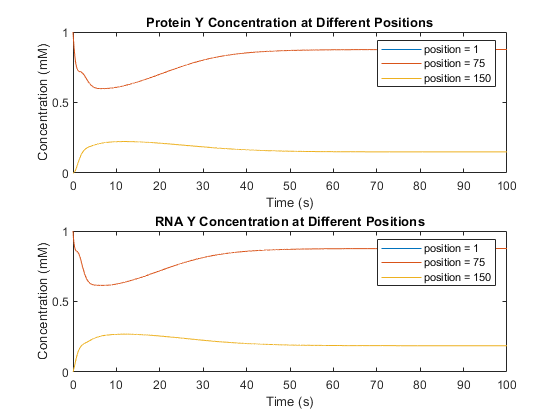 Protein Y Concentration at Different Positions
1
0.5
0
Concentration (mM)
position = 1
position = 75
position = 150
0 10 20 30 40 50 60 70 80 90 100
Time (s)
RNA Y Concentration at Different Positions
1
0.5
0
Concentration (mM)
position = 1
position = 75
position = 150
0 10 20 30 40 50 60 70 80 90 100
Time (s)